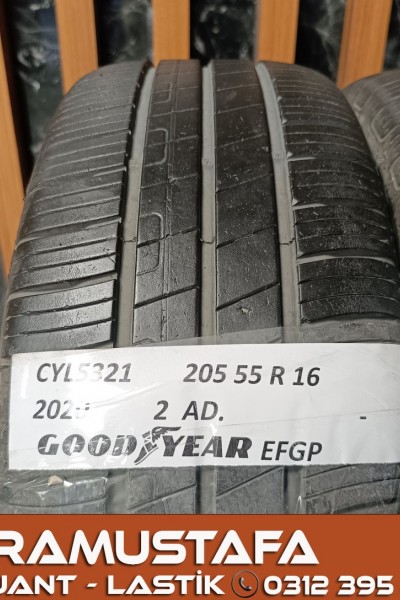 CYL5321 205 55 R 16
2 AD. -
GOODYEAR EFGP
RAMUSTAFA
JANT - LASTİK 0312 395